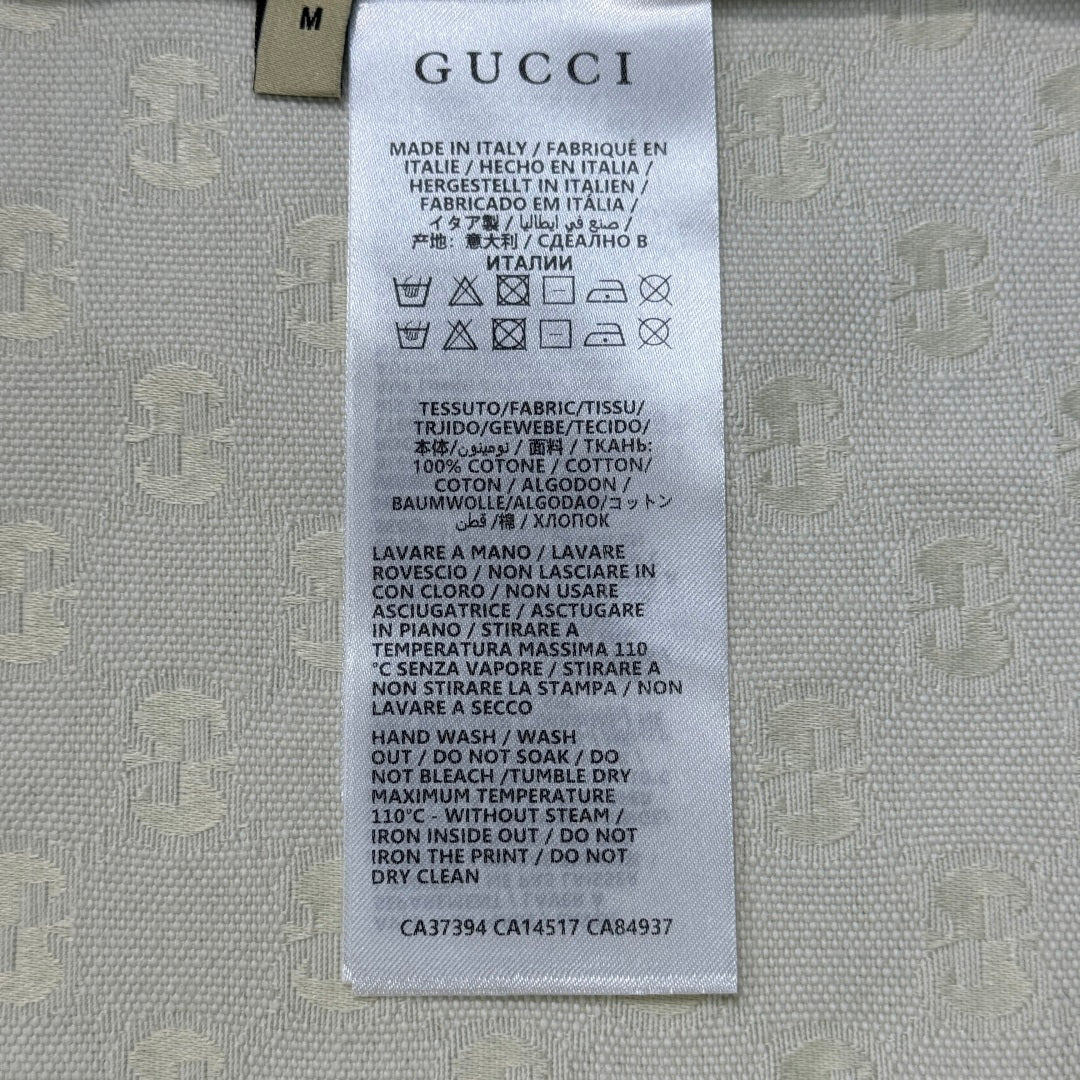 M
GUCCI
MADE IN ITALY / FABRIQUÉ EN
ITALIE / HECHO EN ITALIA /
HERGESTELLT IN ITALIEN /
FABRICADO EM ITÁLIA /
イタア製 / صنع في ايطاليا /
产地：意大利 / СДЕАЛНО В
ИТАЛИИ
TESSUTO/FABRIC/TISSU/
TRJIDO/GEWEBE/TECIDO/
本体/نومينون / 面料 / ТКАНЬ:
100% COTONE / COTTON/
COTON / ALGODON /
BAUMWOLLE/ALGODAO/コットン
قطن /棉 / ХЛОПОК
LAVARE A MANO / LAVARE
ROVESCIO / NON LASCIARE IN
CON CLORO / NON USARE
ASCIUGATRICE / ASCTUGARE
IN PIANO / STIRARE A
TEMPERATURA MASSIMA 110
°C SENZA VAPORE / STIRARE A
NON STIRARE LA STAMPA / NON
LAVARE A SECCO
HAND WASH / WASH
OUT / DO NOT SOAK / DO
NOT BLEACH /TUMBLE DRY
MAXIMUM TEMPERATURE
110°C - WITHOUT STEAM /
IRON INSIDE OUT / DO NOT
IRON THE PRINT / DO NOT
DRY CLEAN
CA37394 CA14517 CA84937